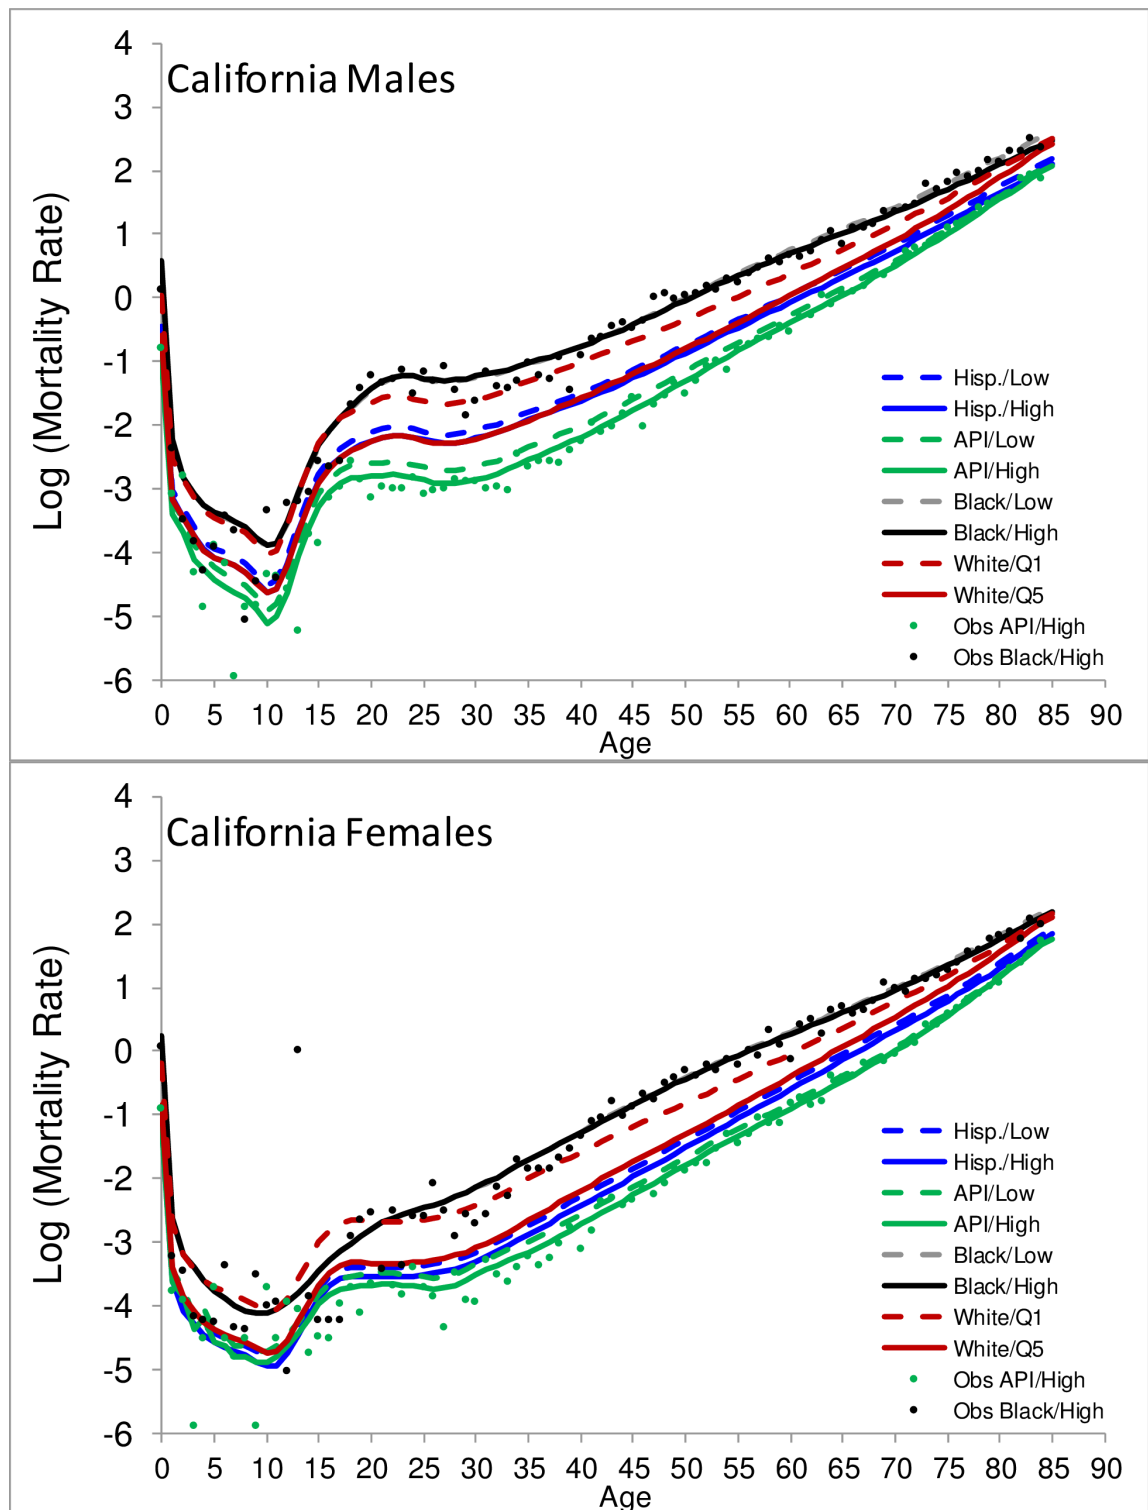 California Males
4
3
2
1
0
-1
-2
-3
-4
-5
-6
Log (Mortality Rate)
Hisp./Low
Hisp./High
API/Low
API/High
Black/Low
Black/High
White/Q1
White/Q5
Obs API/High
Obs Black/High
0 5 10 15 20 25 30 35 40 45 50 55 60 65 70 75 80 85 90
Age
California Females
4
3
2
1
0
-1
-2
-3
-4
-5
-6
Log (Mortality Rate)
Hisp./Low
Hisp./High
API/Low
API/High
Black/Low
Black/High
White/Q1
White/Q5
Obs API/High
Obs Black/High
0 5 10 15 20 25 30 35 40 45 50 55 60 65 70 75 80 85 90
Age